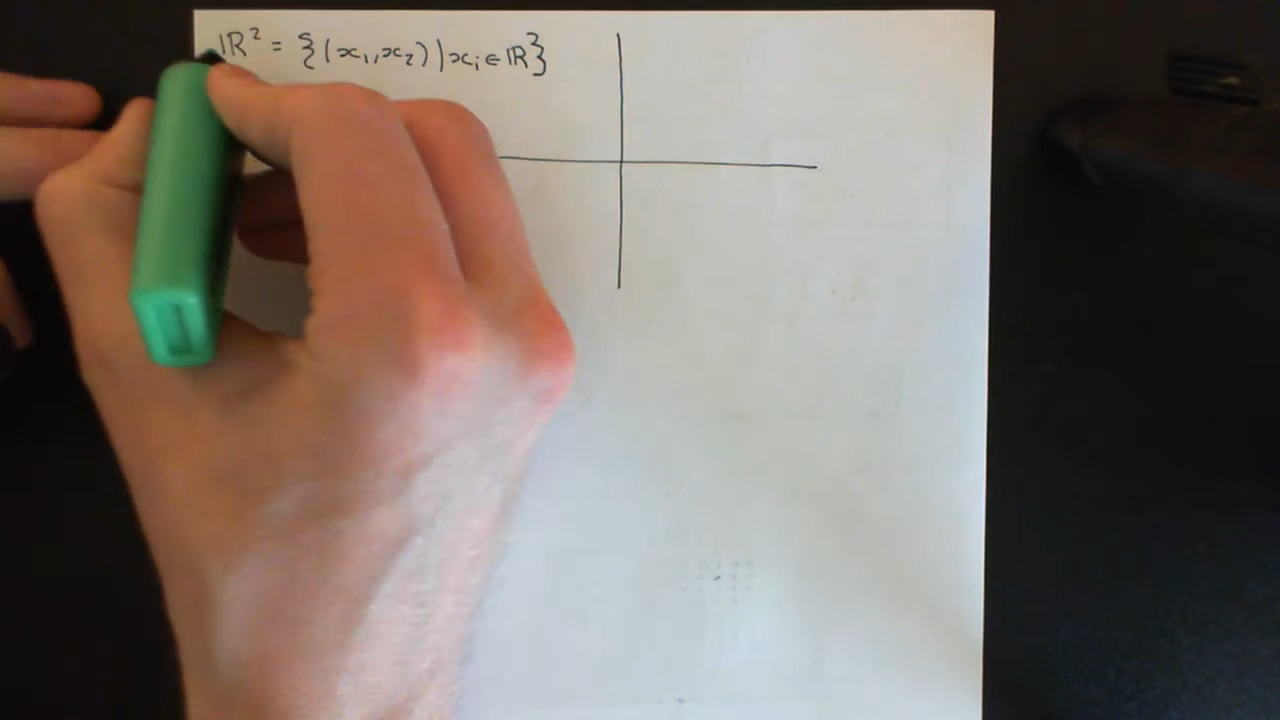 ℝ² = {(x₁,x₂) | xᵢ ∈ ℝ}